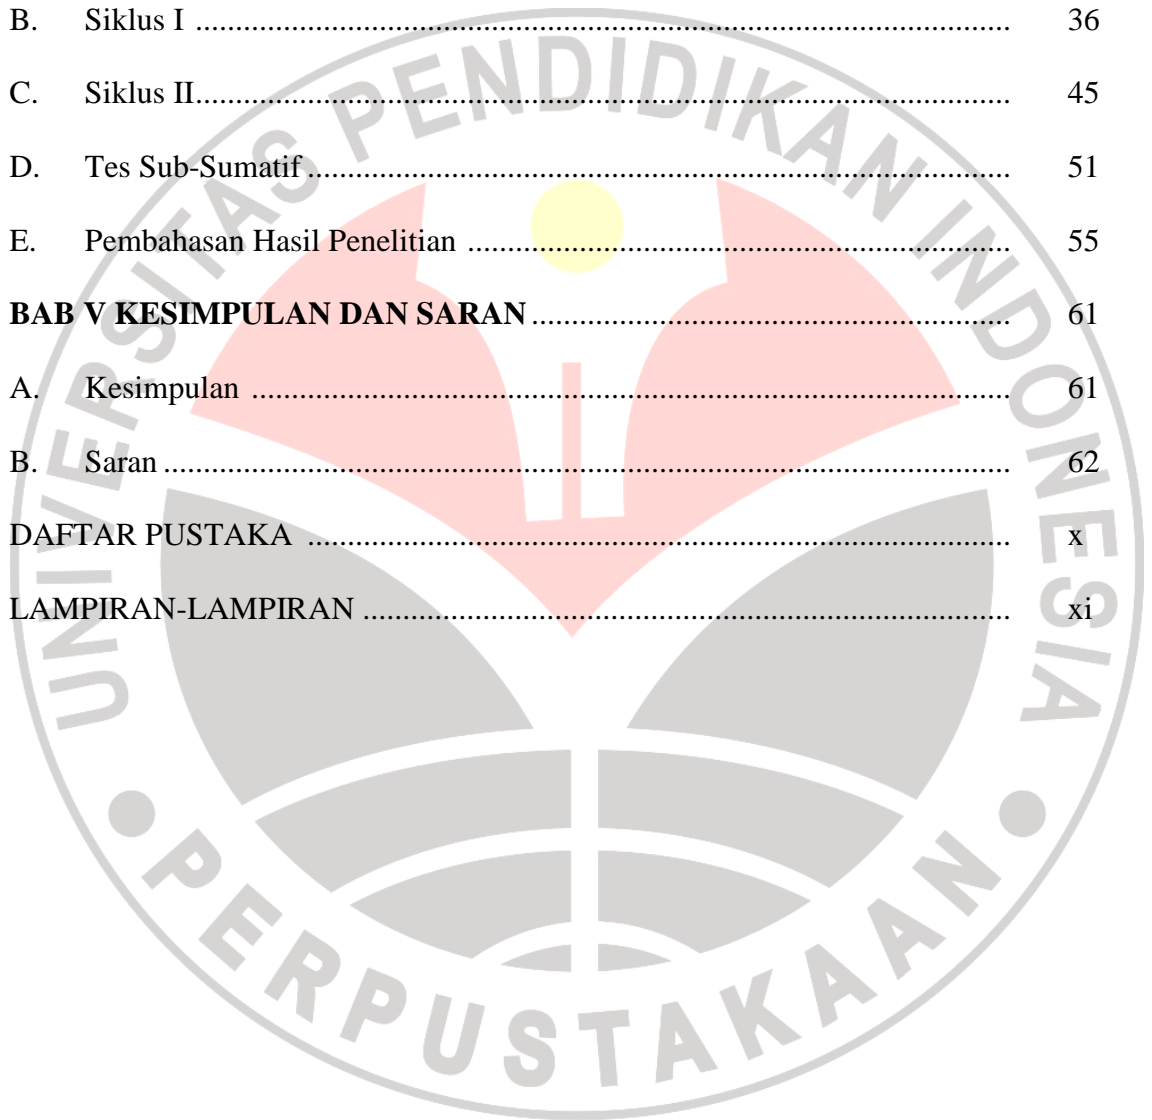 B. Siklus I ........................................................................................................ 36
C. Siklus II....................................................................................................... 45
D. Tes Sub-Sumatif ......................................................................................... 51
E. Pembahasan Hasil Penelitian ..................................................................... 55
BAB V KESIMPULAN DAN SARAN ............................................................. 61
A. Kesimpulan ................................................................................................ 61
B. Saran ........................................................................................................... 62
DAFTAR PUSTAKA ......................................................................................... x
LAMPIRAN-LAMPIRAN .................................................................................. xi
UNIVERSITAS PENDIDIKAN INDONESIA
PERPUSTAKAAN